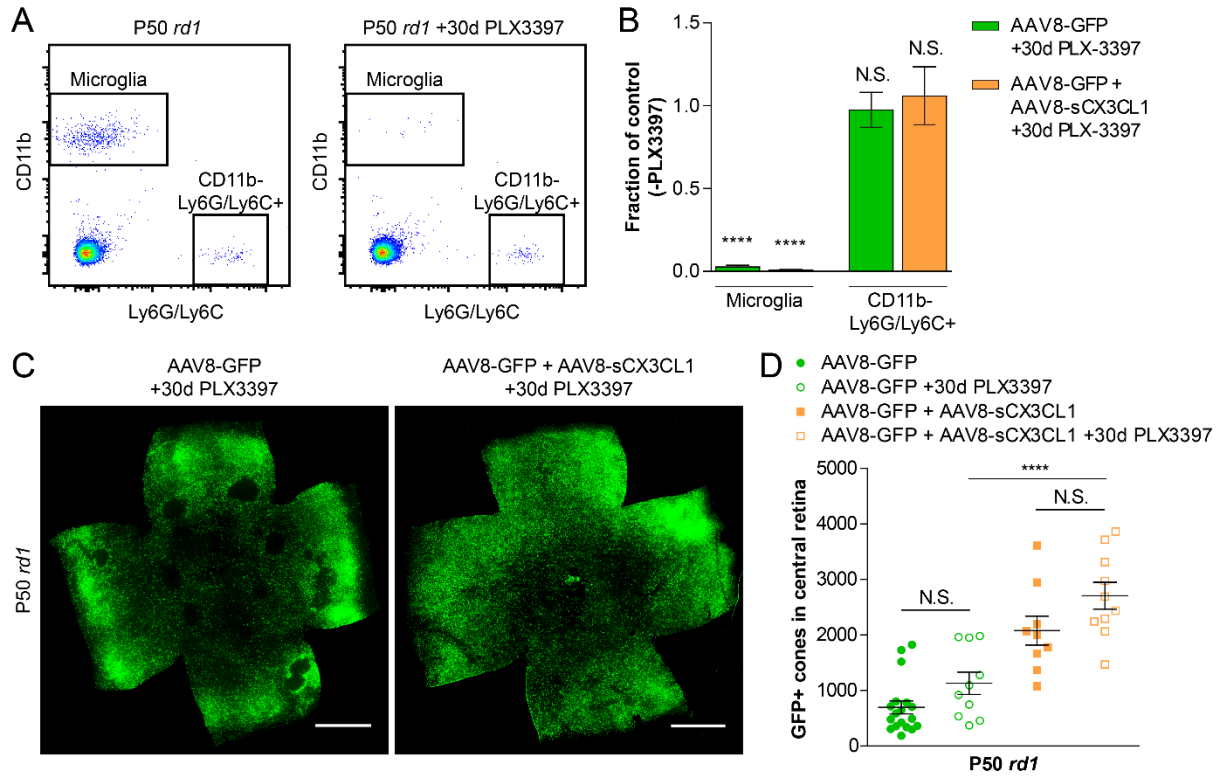 A
P50 rd1
P50 rd1 +30d PLX3397
Microglia
Microglia
CD11b-
Ly6G/Ly6C+
CD11b-
Ly6G/Ly6C+
CD11b
CD11b
Ly6G/Ly6C
Ly6G/Ly6C
B
Fraction of control
(-PLX3397)
1.5
1.0
0.5
0.0
****
****
N.S.
N.S.
Microglia
CD11b-
Ly6G/Ly6C+
AAV8-GFP
+30d PLX-3397
AAV8-GFP +
AAV8-sCX3CL1
+30d PLX-3397
C
AAV8-GFP
+30d PLX3397
AAV8-GFP + AAV8-sCX3CL1
+30d PLX3397
P50 rd1
D
AAV8-GFP
AAV8-GFP +30d PLX3397
AAV8-GFP + AAV8-sCX3CL1
AAV8-GFP + AAV8-sCX3CL1 +30d PLX3397
GFP+ cones in central retina
5000
4000
3000
2000
1000
0
N.S.
****
N.S.
P50 rd1